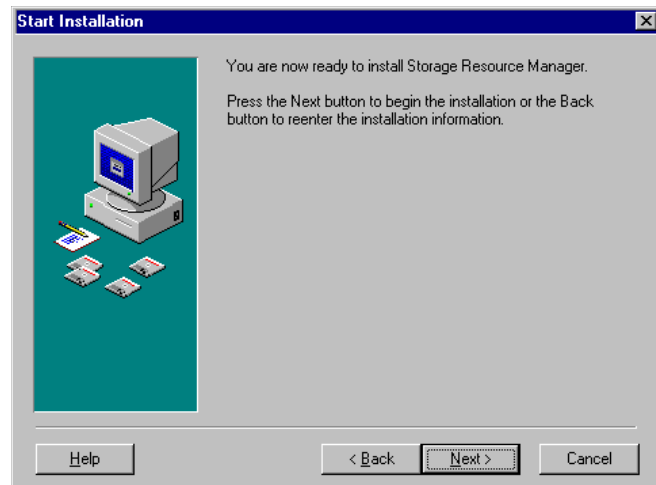 Start Installation
You are now ready to install Storage Resource Manager.
Press the Next button to begin the installation or the Back
button to reenter the installation information.
Help
< Back
Next >
Cancel